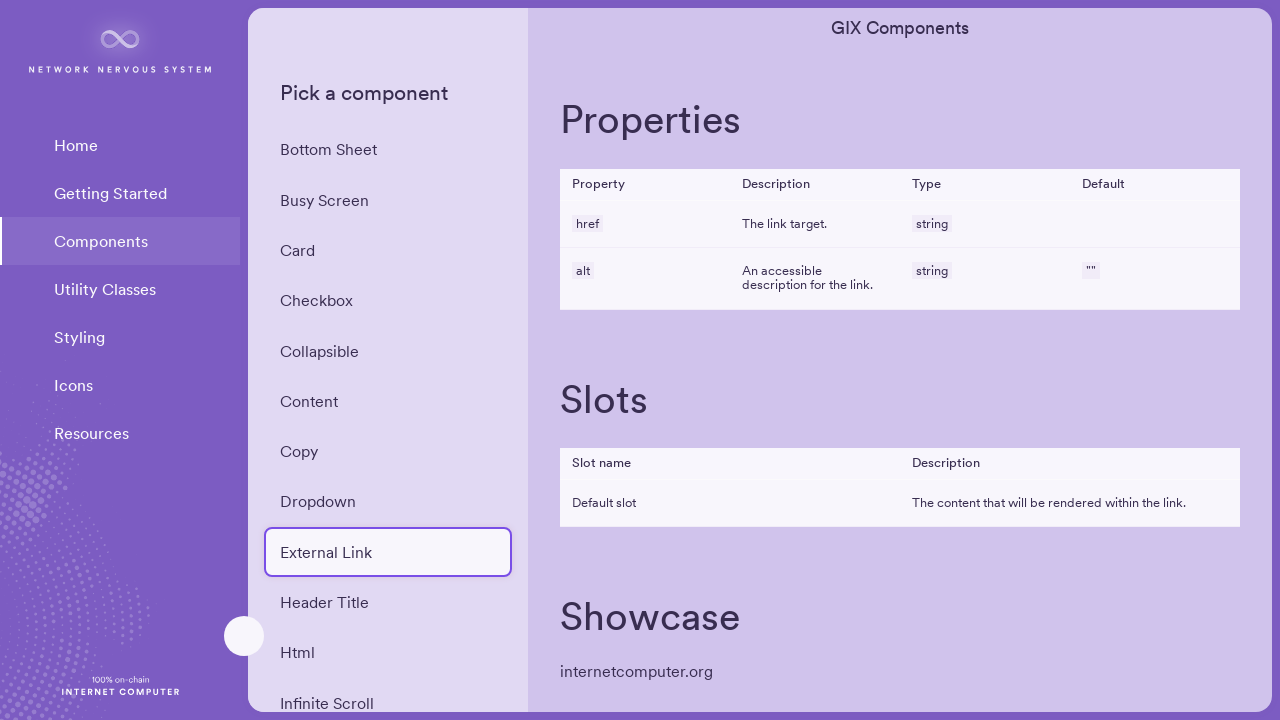 NETWORK NERVOUS SYSTEM
Home
Getting Started
Components
Utility Classes
Styling
Icons
Resources
100% on-chain
INTERNET COMPUTER
Pick a component
Bottom Sheet
Busy Screen
Card
Checkbox
Collapsible
Content
Copy
Dropdown
External Link
Header Title
Html
Infinite Scroll
GIX Components
Properties
Property Description Type Default
href The link target. string
alt An accessible string ""
description for the link.
Slots
Slot name Description
Default slot The content that will be rendered within the link.
Showcase
internetcomputer.org